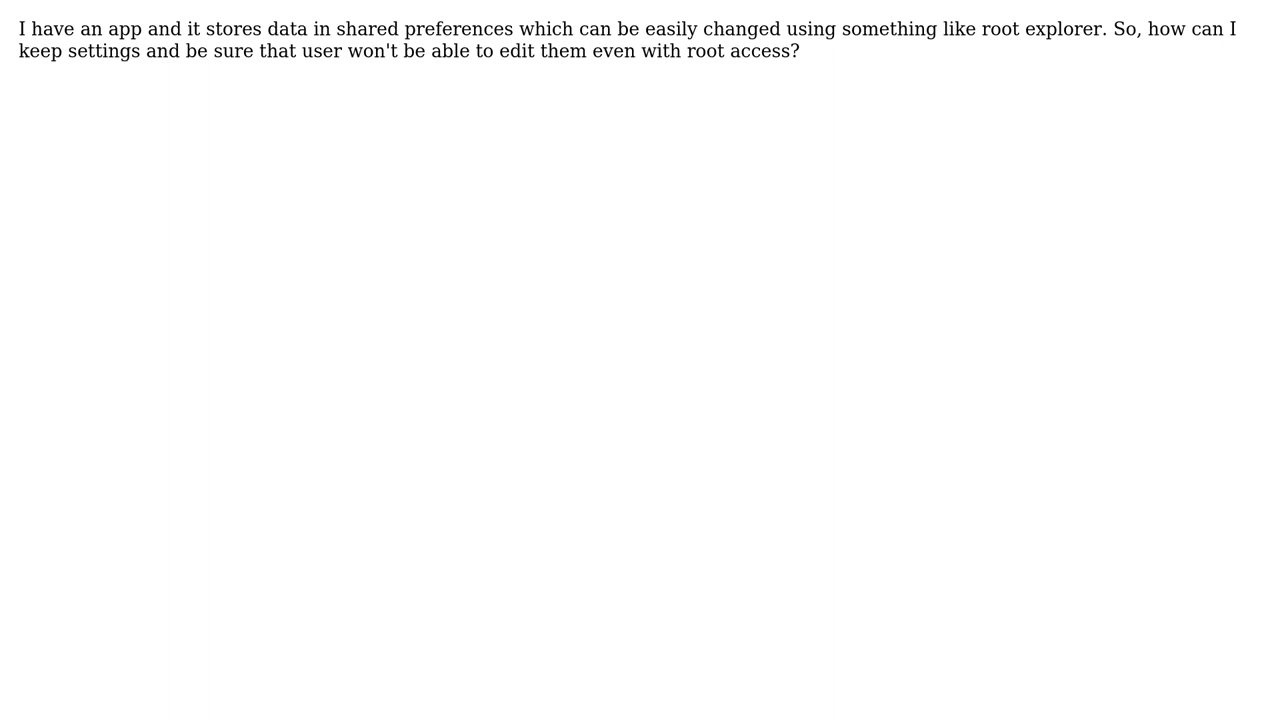 I have an app and it stores data in shared preferences which can be easily changed using something like root explorer. So, how can I
keep settings and be sure that user won't be able to edit them even with root access?